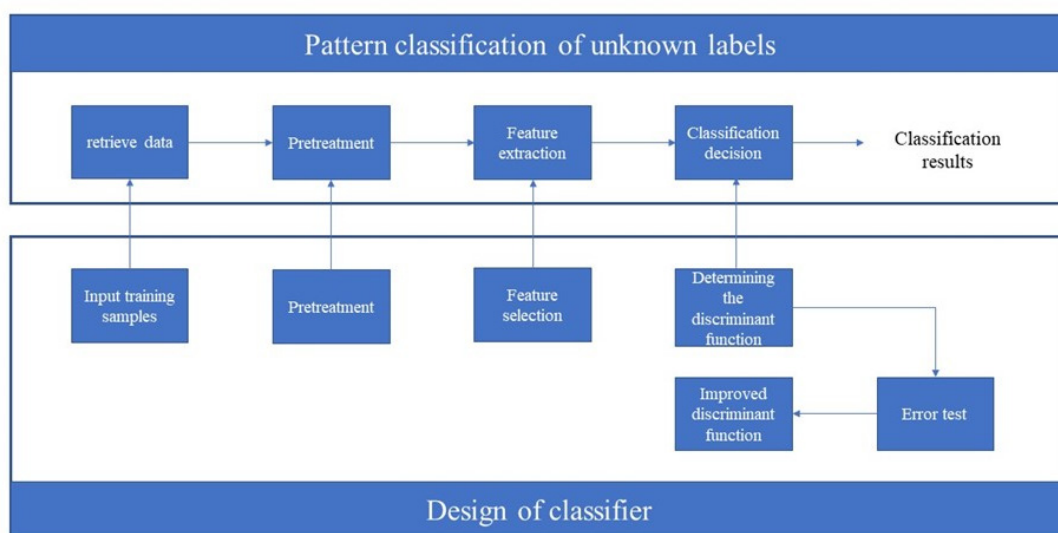 Pattern classification of unknown labels
retrieve data
Pretreatment
Feature
extraction
Classification
decision
Classification
results
Input training
samples
Pretreatment
Feature
selection
Determining
the
discriminant
function
Improved
discriminant
function
Error test
Design of classifier